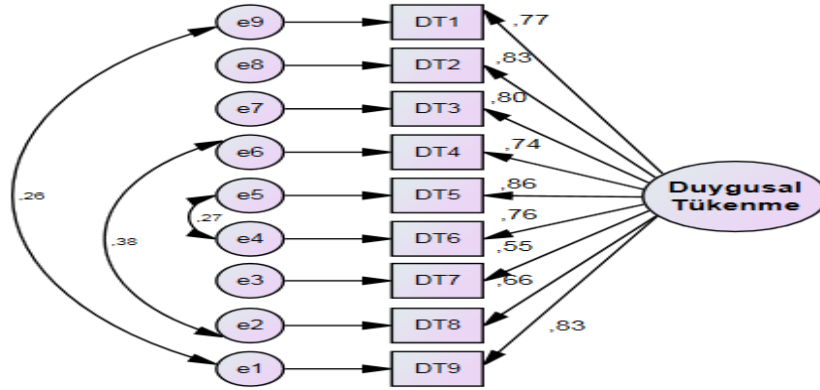 e9 DT1 ,77
e8 DT2 ,83
e7 DT3 ,80
e6 DT4 ,74
e5 DT5 ,86
Duygusal
Tükenme
,26
,27
e4 DT6 ,76
,38
,55
e3 DT7
,66
e2 DT8
,83
e1 DT9